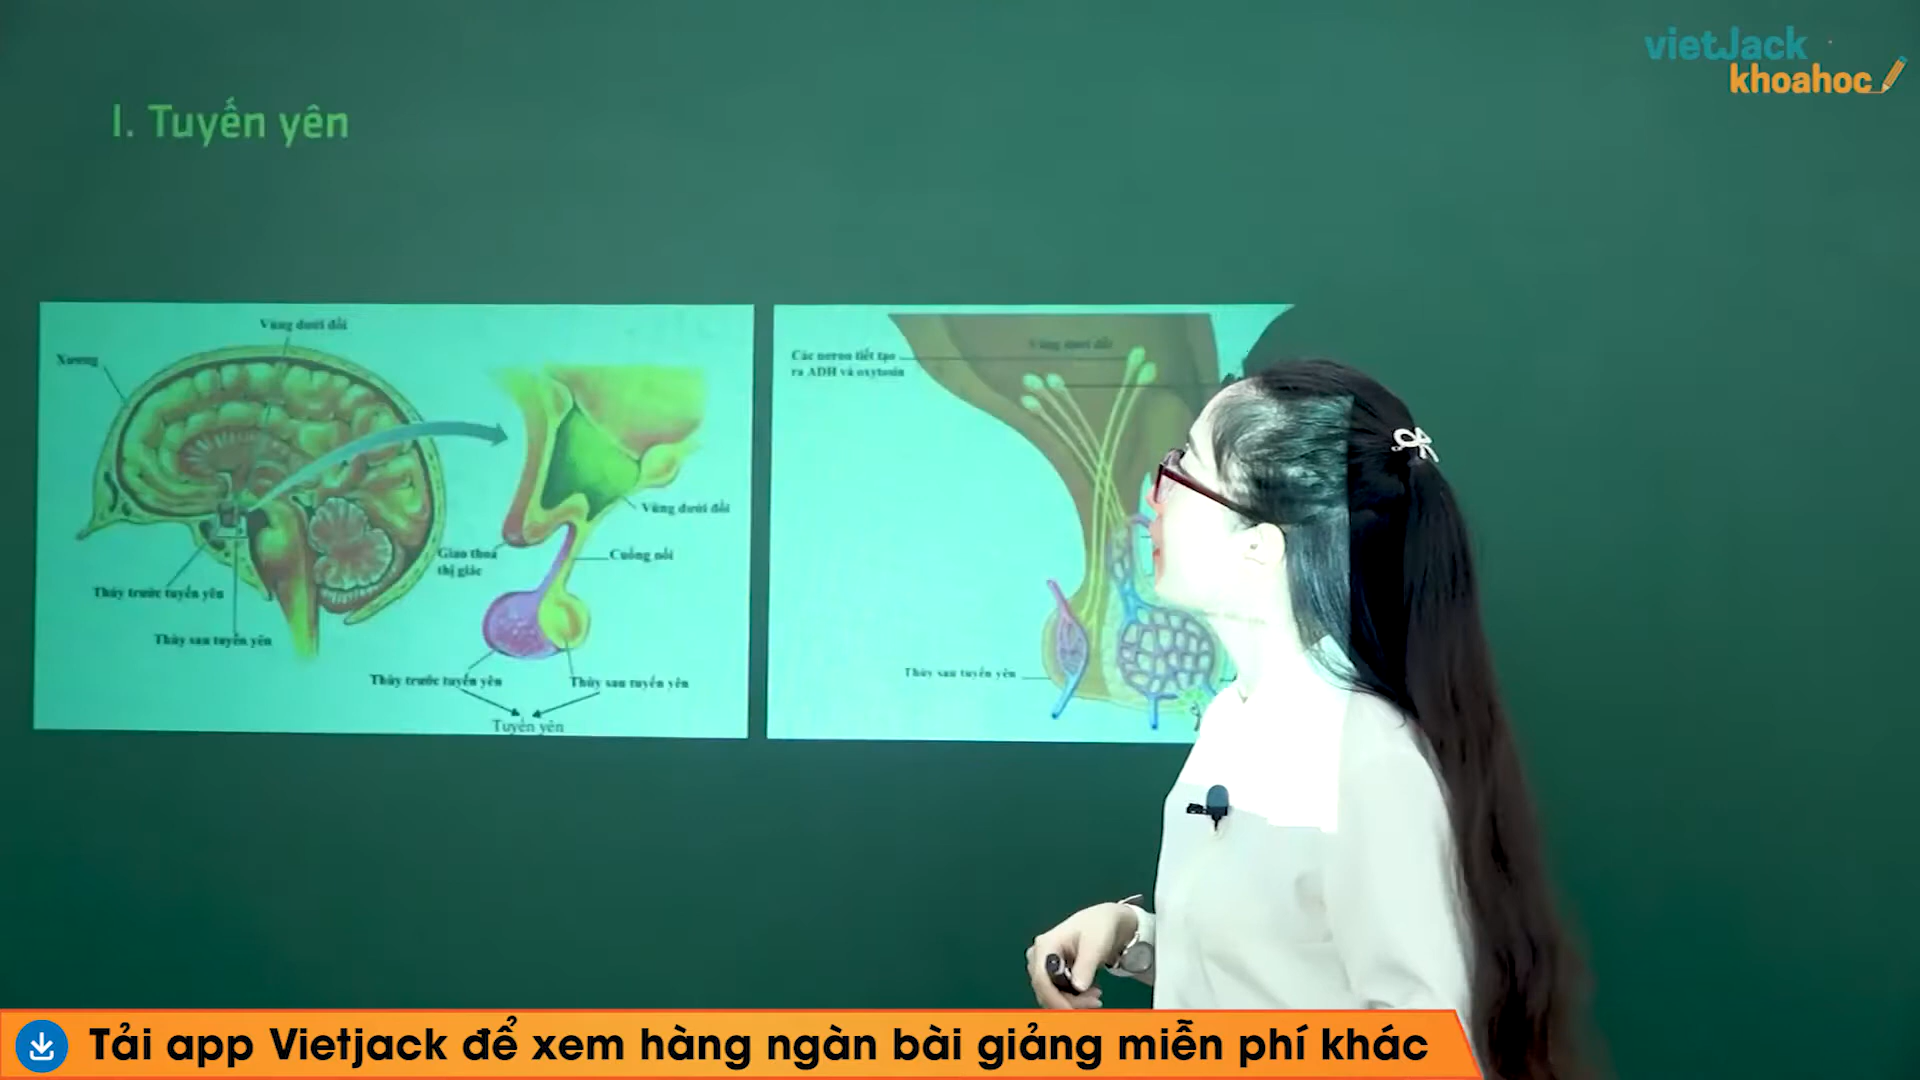 vietJack
khoahoc
I. Tuyến yên
Vùng dưới đồi
Xương
Vùng dưới đồi
Giao thoa
thị giác
Cuống nối
Thùy trước tuyến yên
Thùy sau tuyến yên
Thùy trước tuyến yên
Thùy sau tuyến yên
Tuyến yên
Vùng dưới đồi
Các nơron tiết tạo
ra ADH và oxytosin
Thùy sau tuyến yên
Tải app Vietjack để xem hàng ngàn bài giảng miễn phí khác